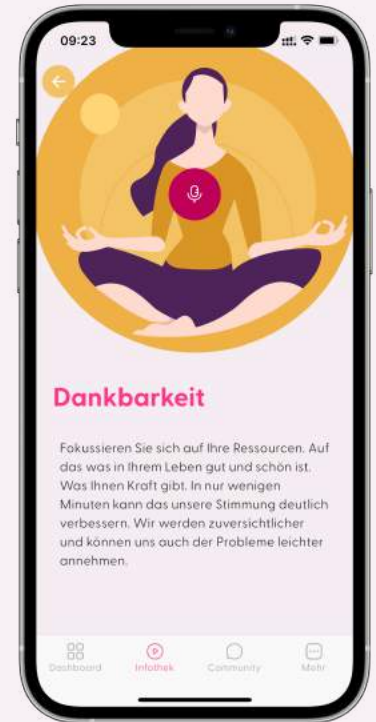 09:23
Dankbarkeit
Fokussieren Sie sich auf Ihre Ressourcen. Auf
das was in Ihrem Leben gut und schön ist.
Was Ihnen Kraft gibt. In nur wenigen
Minuten kann das unsere Stimmung deutlich
verbessern. Wir werden zuversichtlicher
und können uns auch der Probleme leichter
annehmen.
Dashboard Infothek Community Mehr